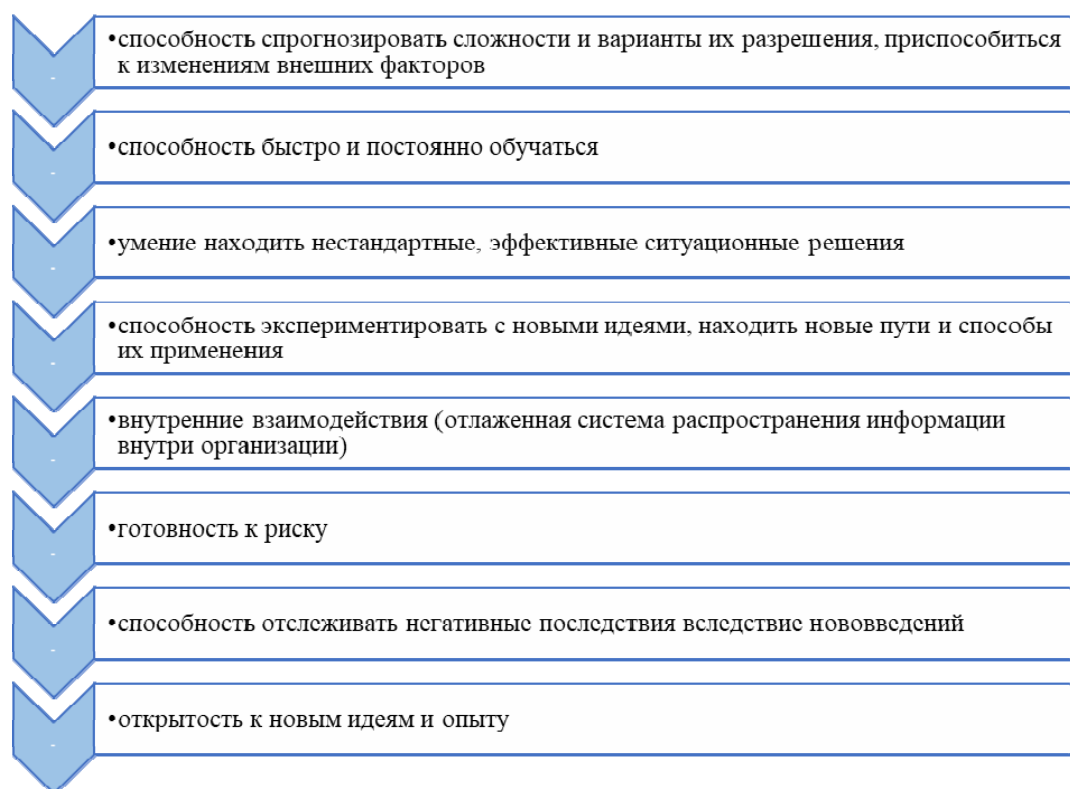 •способность спрогнозировать сложности и варианты их разрешения, приспособиться
к изменениям внешних факторов
•способность быстро и постоянно обучаться
•умение находить нестандартные, эффективные ситуационные решения
•способность экспериментировать с новыми идеями, находить новые пути и способы
их применения
•внутренние взаимодействия (отлаженная система распространения информации
внутри организации)
•готовность к риску
•способность отслеживать негативные последствия вследствие нововведений
•открытость к новым идеям и опыту